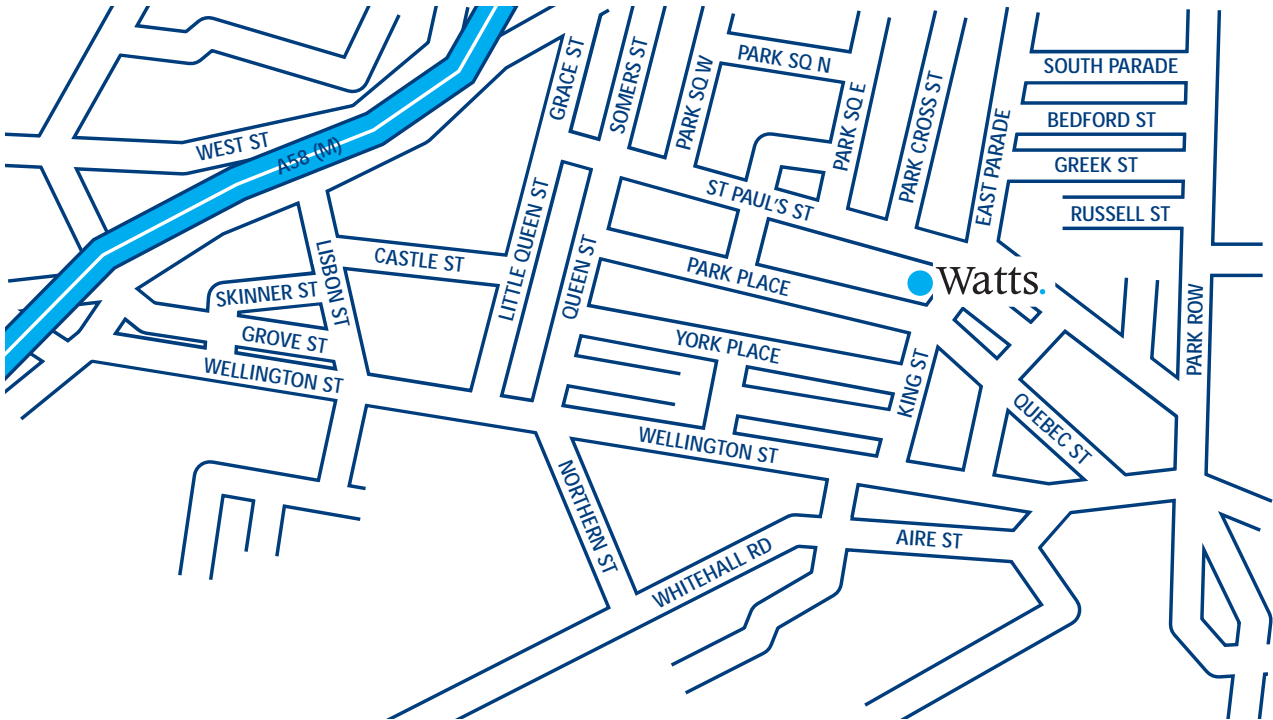 PARK SQ N
SOUTH PARADE
GRACE ST
SOMERS ST
PARK SQ W
PARK SQ E
PARK CROSS ST
EAST PARADE
BEDFORD ST
GREEK ST
RUSSELL ST
WEST ST
A58 (M)
ST PAUL'S ST
LITTLE QUEEN ST
QUEEN ST
LISBON ST
CASTLE ST
PARK PLACE
Watts.
SKINNER ST
GROVE ST
YORK PLACE
PARK ROW
KING ST
WELLINGTON ST
QUEBEC ST
WELLINGTON ST
NORTHERN ST
AIRE ST
WHITEHALL RD